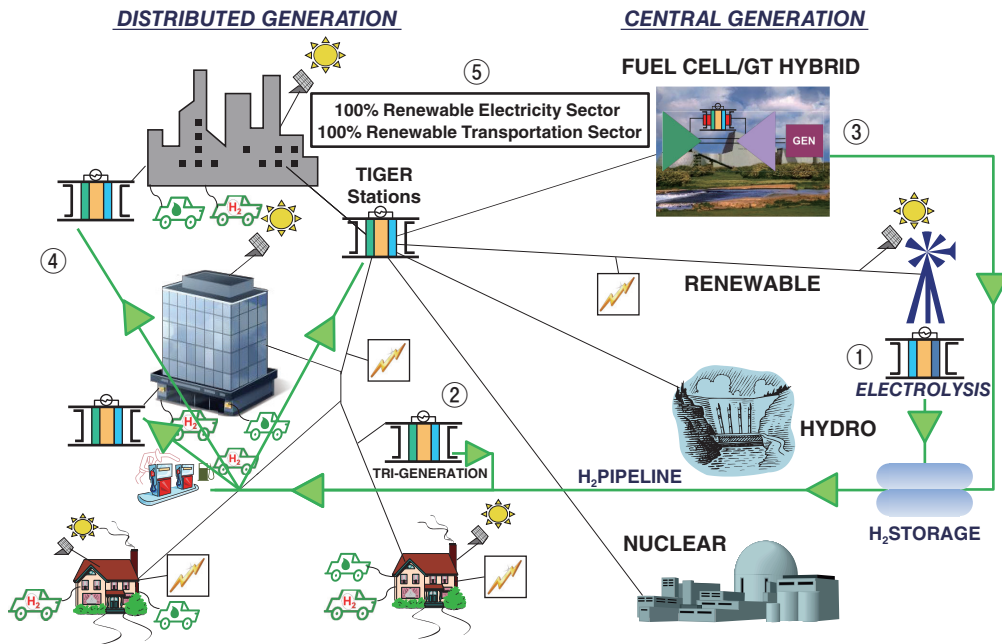 DISTRIBUTED GENERATION
CENTRAL GENERATION
⑤
FUEL CELL/GT HYBRID
100% Renewable Electricity Sector
100% Renewable Transportation Sector
GEN
③
TIGER
Stations
H₂
④
RENEWABLE
①
ELECTROLYSIS
②
H₂
HYDRO
H₂
TRI-GENERATION
H₂PIPELINE
H₂STORAGE
NUCLEAR
H₂
H₂